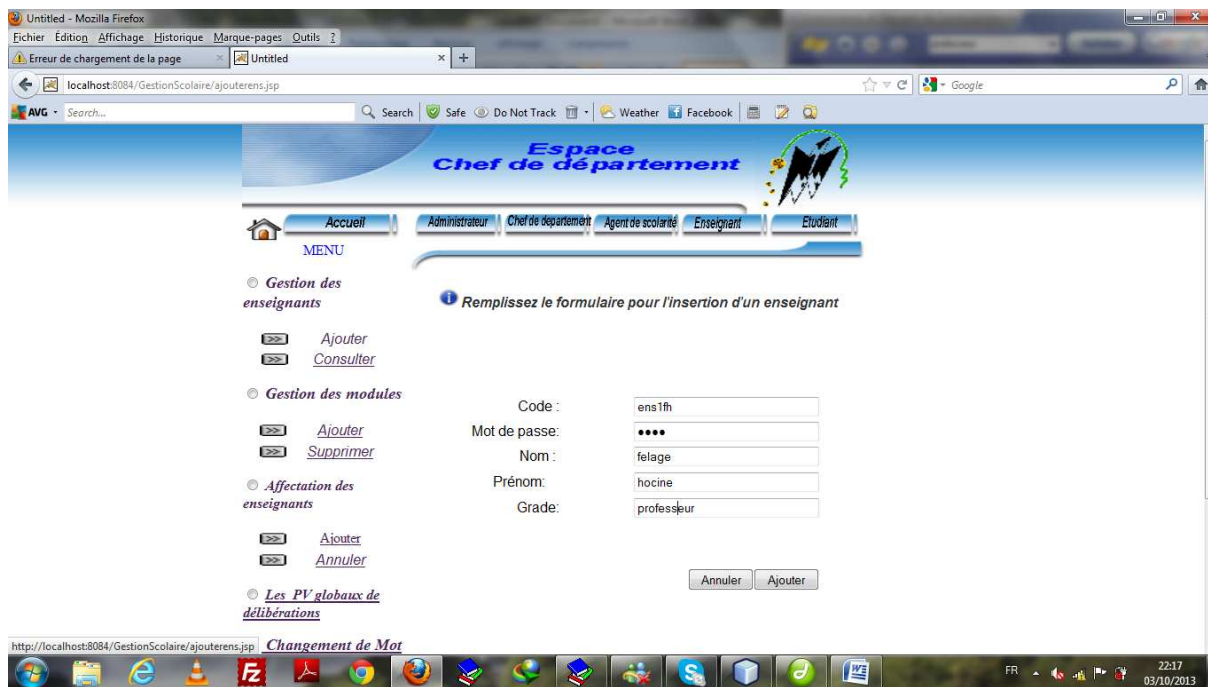 Untitled - Mozilla Firefox
Fichier Édition Affichage Historique Marque-pages Outils ?
Erreur de chargement de la page × Untitled × +
localhost:8084/GestionScolaire/ajouterens.jsp Google
AVG Search... Search Safe Do Not Track Weather Facebook
Espace
Chef de département
Accueil Administrateur Chef de departement Agent de scolarité Enseignant Etudiant
MENU
Gestion des
enseignants
Remplissez le formulaire pour l'insertion d'un enseignant
>> Ajouter
>> Consulter
Gestion des modules
Code : ens1fh
>> Ajouter
Mot de passe: ••••
>> Supprimer
Nom : felage
Affectation des
enseignants
Prénom: hocine
Grade: professeur
>> Ajouter
>> Annuler
Annuler Ajouter
Les PV globaux de
délibérations
http://localhost:8084/GestionScolaire/ajouterens.jsp Changement de Mot
FR 22:17
03/10/2013